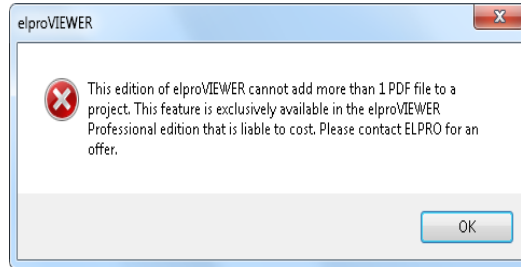 elproVIEWER
This edition of elproVIEWER cannot add more than 1 PDF file to a
project. This feature is exclusively available in the elproVIEWER
Professional edition that is liable to cost. Please contact ELPRO for an
offer.
OK